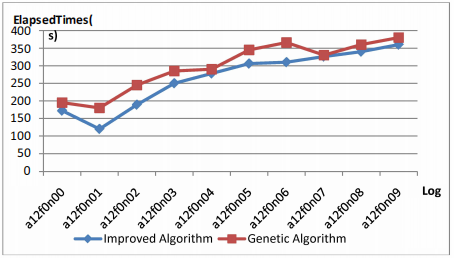 ElapsedTimes(
s)
400
350
300
250
200
150
100
50
0
a12f0n00
a12f0n01
a12f0n02
a12f0n03
a12f0n04
a12f0n05
a12f0n06
a12f0n07
a12f0n08
a12f0n09
Log
Improved Algorithm Genetic Algorithm